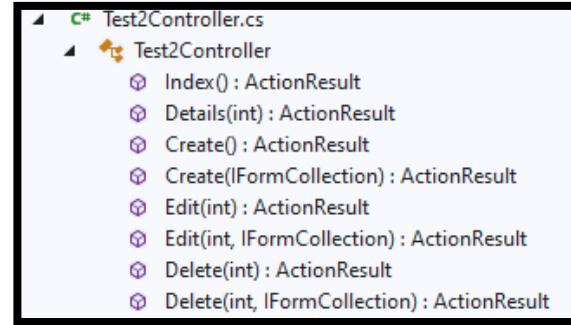 C# Test2Controller.cs
Test2Controller
Index() : ActionResult
Details(int) : ActionResult
Create() : ActionResult
Create(IFormCollection) : ActionResult
Edit(int) : ActionResult
Edit(int, IFormCollection) : ActionResult
Delete(int) : ActionResult
Delete(int, IFormCollection) : ActionResult